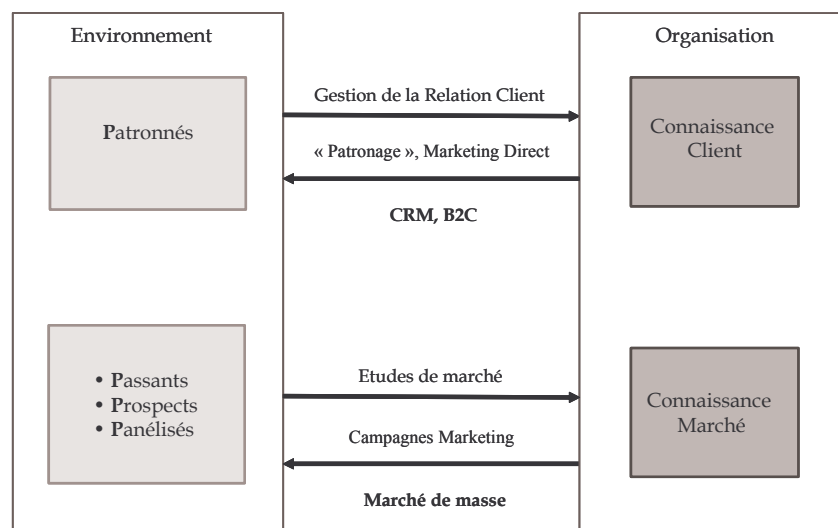 Environnement
Organisation
Patronnés
Gestion de la Relation Client
« Patronage », Marketing Direct
CRM, B2C
Connaissance
Client
• Passants
• Prospects
• Panélisés
Etudes de marché
Campagnes Marketing
Marché de masse
Connaissance
Marché